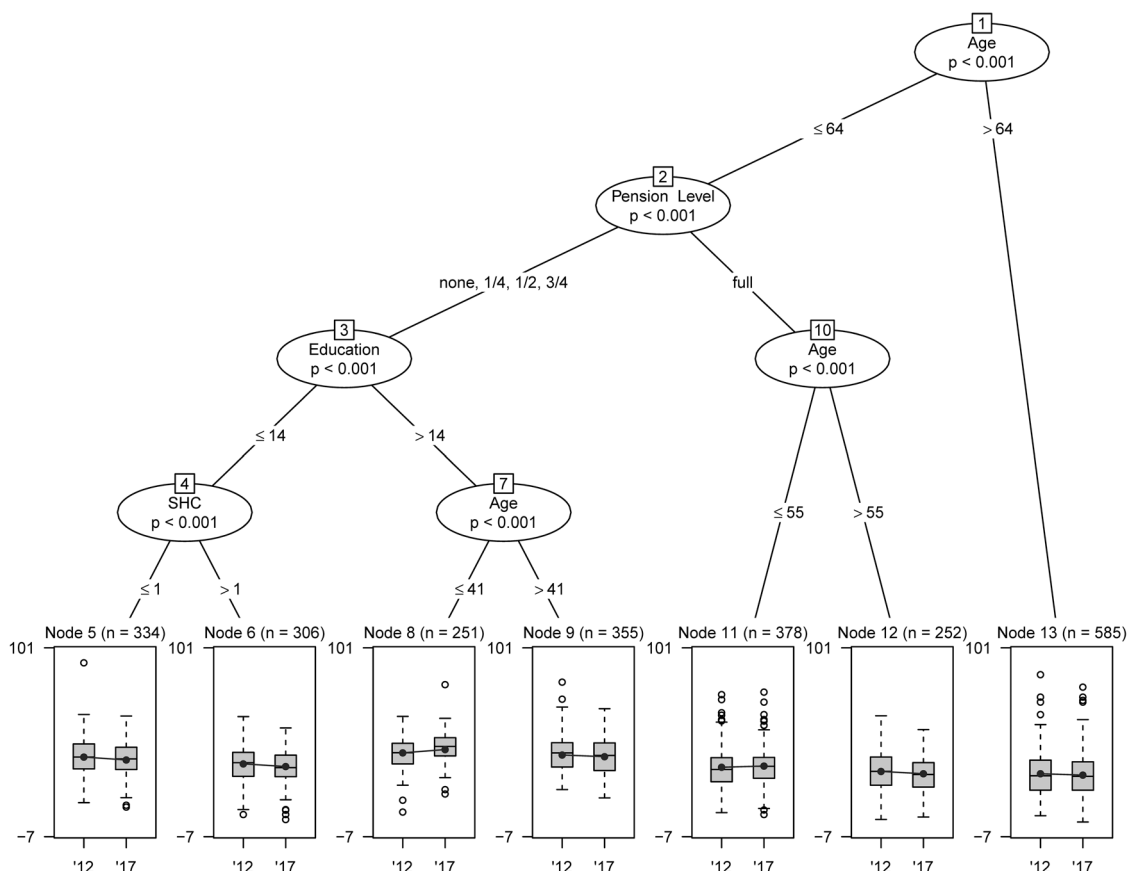 1
Age
p < 0.001
≤ 64
> 64
2
Pension Level
p < 0.001
none, 1/4, 1/2, 3/4
full
3
Education
p < 0.001
10
Age
p < 0.001
≤ 14
> 14
4
SHC
p < 0.001
7
Age
p < 0.001
≤ 55
> 55
≤ 1
> 1
≤ 41
> 41
Node 5 (n = 334)
Node 6 (n = 306)
Node 8 (n = 251)
Node 9 (n = 355)
Node 11 (n = 378)
Node 12 (n = 252)
Node 13 (n = 585)
101
101
101
101
101
101
101
−7
−7
−7
−7
−7
−7
−7
'12 '17
'12 '17
'12 '17
'12 '17
'12 '17
'12 '17
'12 '17